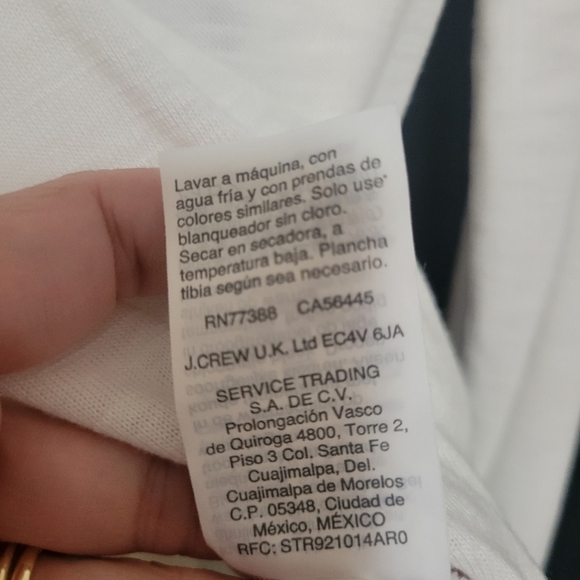 Lavar a máquina, con
agua fría y con prendas de
colores similares. Solo use
blanqueador sin cloro.
Secar en secadora, a
temperatura baja. Plancha
tibia según sea necesario.
RN77388 CA56445
J.CREW U.K. Ltd EC4V 6JA
SERVICE TRADING
S.A. DE C.V.
Prolongación Vasco
de Quiroga 4800, Torre 2,
Piso 3 Col. Santa Fe
Cuajimalpa, Del.
Cuajimalpa de Morelos
C.P. 05348, Ciudad de
México, MÉXICO
RFC: STR921014AR0